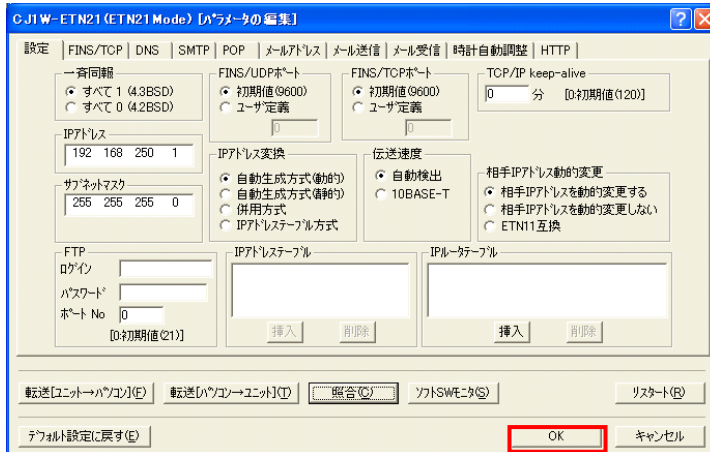 CJ1W-ETN21(ETN21 Mode) [パラメータの編集]
設定 FINS/TCP DNS SMTP POP メールアドレス メール送信 メール受信 時計自動調整 HTTP
一斉同報
すべて 1 (4.3BSD)
すべて 0 (4.2BSD)
FINS/UDPポート
初期値(9600)
ユーザ定義
0
FINS/TCPポート
初期値(9600)
ユーザ定義
0
TCP/IP keep-alive
0 分 [0:初期値(120)]
IPアドレス
192 168 250 1
サブネットマスク
255 255 255 0
IPアドレス変換
自動生成方式(動的)
自動生成方式(静的)
併用方式
IPアドレステーブル方式
伝送速度
自動検出
10BASE-T
相手IPアドレス動的変更
相手IPアドレスを動的変更する
相手IPアドレスを動的変更しない
ETN11互換
FTP
ログイン
パスワード
ポート No 0
[0:初期値(21)]
IPアドレステーブル
挿入 削除
IPルータテーブル
挿入 削除
転送[ユニット→パソコン](F) 転送[パソコン→ユニット](T) 照合(C) ソフトSWモニタ(S) リスタート(R)
デフォルト設定に戻す(E) OK キャンセル